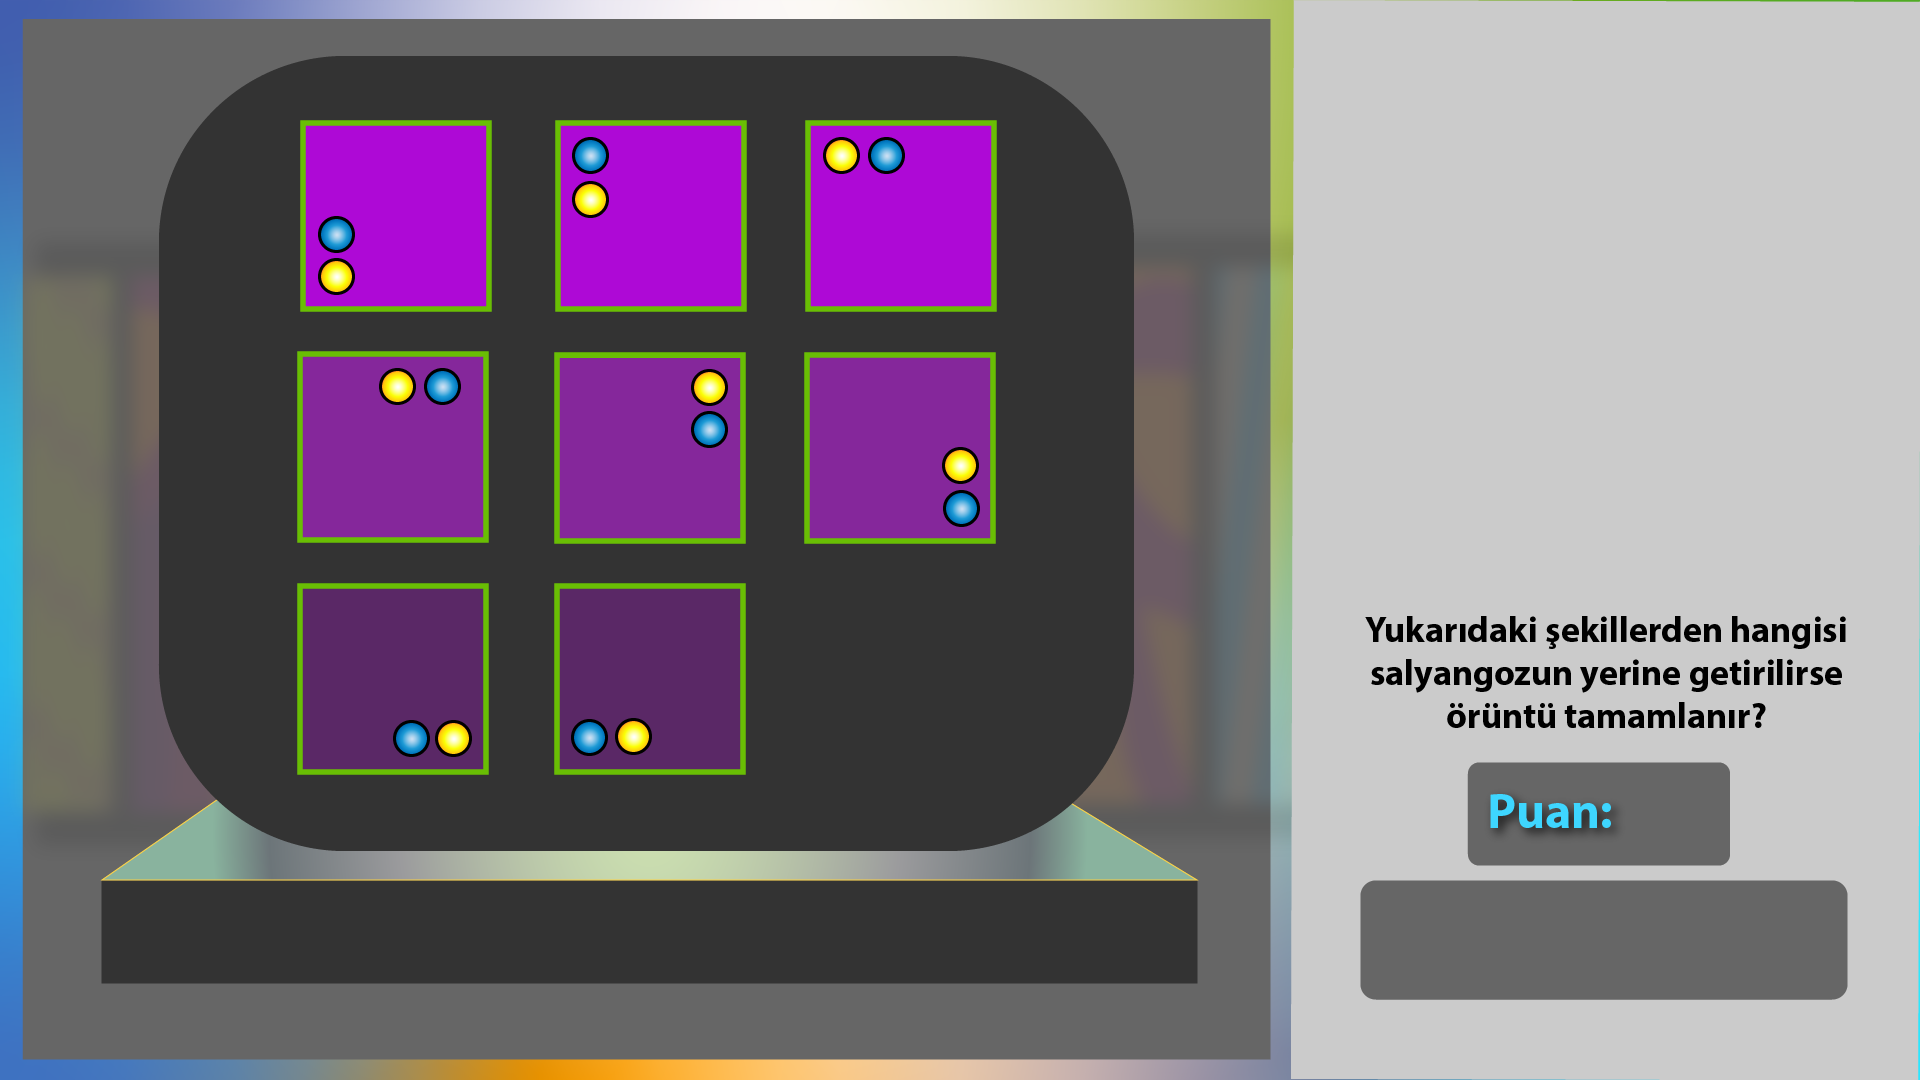 Yukarıdaki şekillerden hangisi
salyangozun yerine getirilirse
örüntü tamamlanır?
Puan: